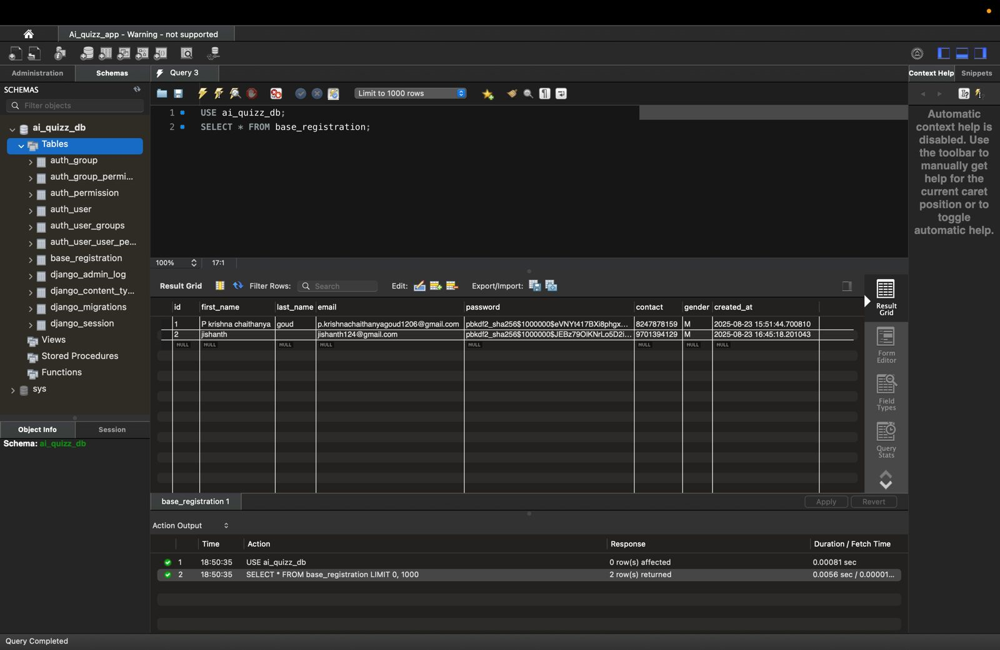 Ai_quizz_app - Warning - not supported
Administration
Schemas
Query 3
Context Help
Snippets
SCHEMAS
Filter objects
Limit to 1000 rows
1 USE ai_quizz_db;
2 SELECT * FROM base_registration;
Automatic
context help is
disabled. Use
the toolbar to
manually get
help for the
current caret
position or to
toggle
automatic help.
ai_quizz_db
Tables
auth_group
auth_group_permi...
auth_permission
auth_user
auth_user_groups
auth_user_user_pe...
base_registration
django_admin_log
django_content_ty...
django_migrations
django_session
Views
Stored Procedures
Functions
sys
Object Info
Session
Schema: ai_quizz_db
100%
17:1
Result Grid
Filter Rows:
Search
Edit:
Export/Import:
id first_name last_name email password contact gender created_at
1 P krishna chaithanya goud p.krishnachaithanyagoud1206@gmail.com pbkdf2_sha256$1000000$eVNYt417BXi8phgx... 8247878159 M 2025-08-23 15:51:44.700810
2 jishanth jishanth124@gmail.com pbkdf2_sha256$1000000$JEBz79OlKNrLo5D2i... 9701394129 M 2025-08-23 16:45:18.201043
NULL NULL NULL NULL NULL NULL NULL NULL
Result
Grid
Form
Editor
Field
Types
Query
Stats
base_registration 1
Apply
Revert
Action Output
Time Action Response Duration / Fetch Time
1 18:50:35 USE ai_quizz_db 0 row(s) affected 0.00081 sec
2 18:50:35 SELECT * FROM base_registration LIMIT 0, 1000 2 row(s) returned 0.0056 sec / 0.00001...
Query Completed